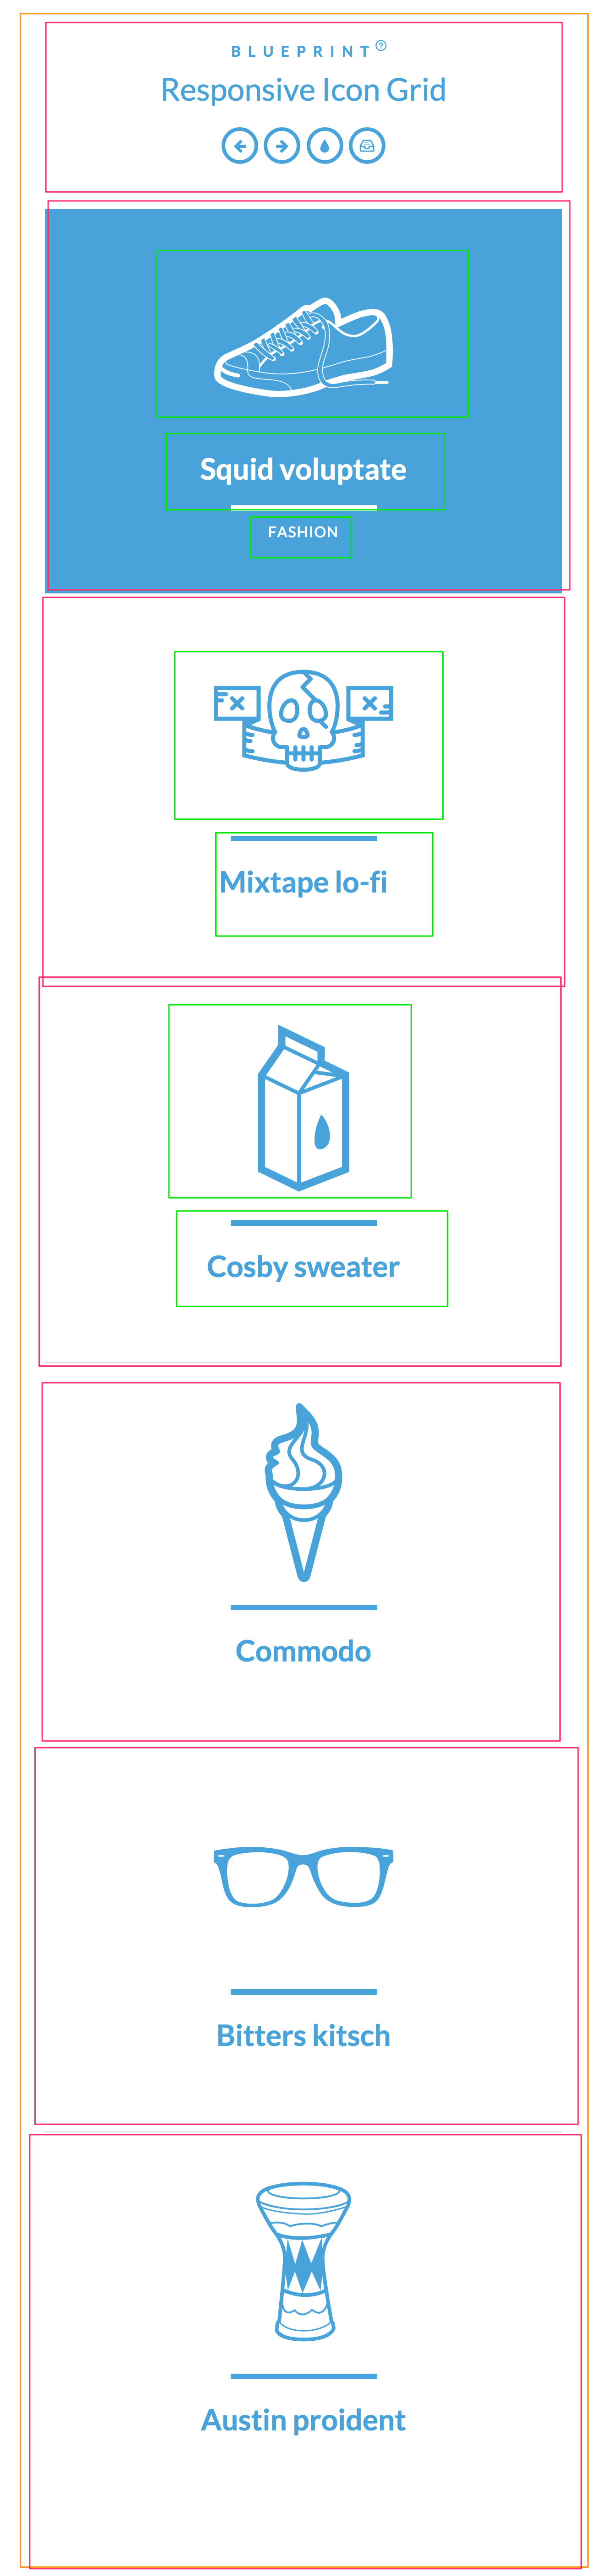 BLUEPRINT ?
Responsive Icon Grid
Squid voluptate
FASHION
Mixtape lo-fi
Cosby sweater
Commodo
Bitters kitsch
Austin proident